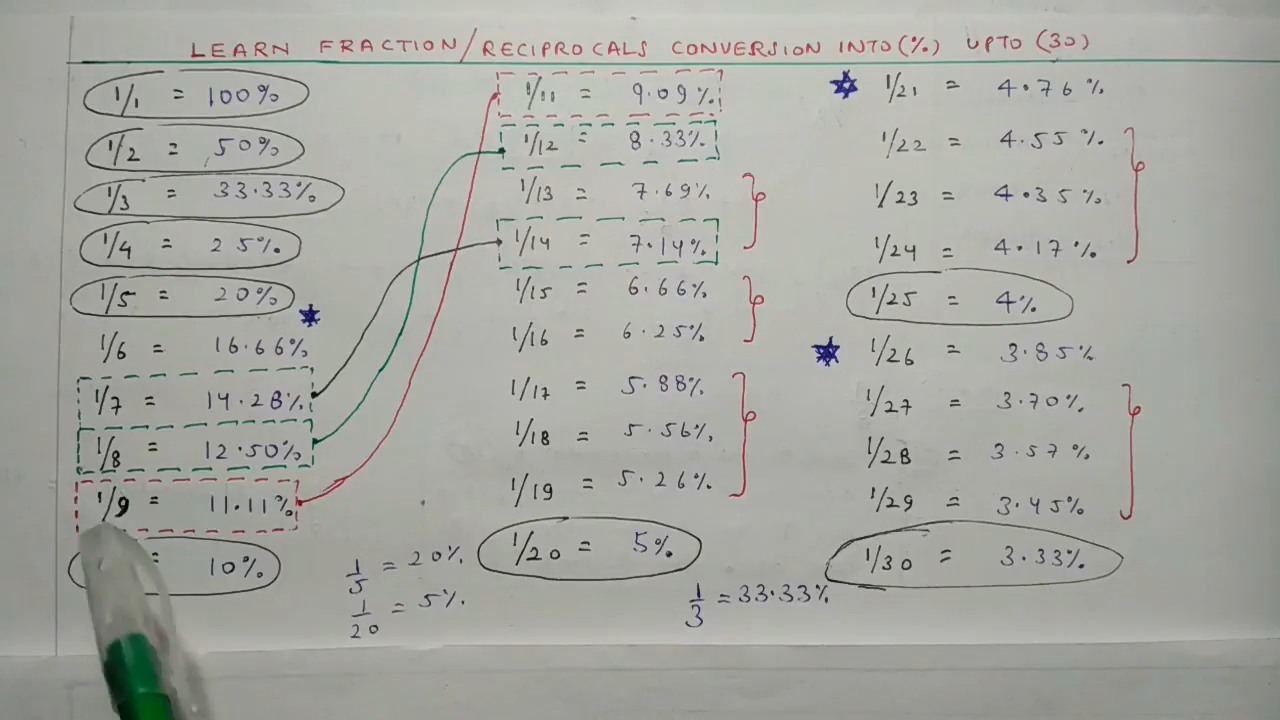 LEARN FRACTION/RECIPROCALS CONVERSION INTO (%) UPTO (30)
1/1 = 100%
1/2 = 50%
1/3 = 33.33%
1/4 = 25%
1/5 = 20%
1/6 = 16.66%
1/7 = 14.28%
1/8 = 12.50%
1/9 = 11.11%
= 10%
1/5 = 20%
1/20 = 5%
1/11 = 9.09%
1/12 = 8.33%
1/13 = 7.69%
1/14 = 7.14%
1/15 = 6.66%
1/16 = 6.25%
1/17 = 5.88%
1/18 = 5.56%
1/19 = 5.26%
1/20 = 5%
1/3 = 33.33%
1/21 = 4.76%
1/22 = 4.55%
1/23 = 4.35%
1/24 = 4.17%
1/25 = 4%
1/26 = 3.85%
1/27 = 3.70%
1/28 = 3.57%
1/29 = 3.45%
1/30 = 3.33%